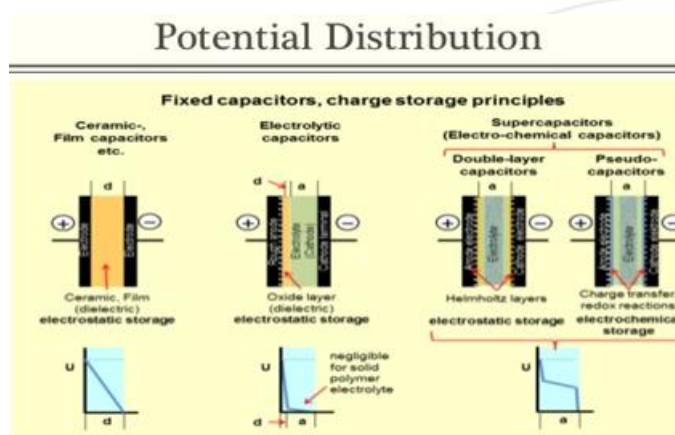 Potential Distribution
Fixed capacitors, charge storage principles
Ceramic-,
Film capacitors
etc.
d
+
−
Electrode
Electrode
Ceramic, Film
(dielectric)
electrostatic storage
U
d
Electrolytic
capacitors
d
a
+
−
Rough anode
Electrolyte
(Cathode)
Cathode terminal
Oxide layer
(dielectric)
electrostatic storage
U
negligible
for solid
polymer
electrolyte
d
a
Supercapacitors
(Electro-chemical capacitors)
Double-layer
capacitors
a
+
−
Electrolyte
Helmholtz layers
electrostatic storage
Pseudo-
capacitors
a
+
−
Electrolyte
Charge transfer
redox reactions
electrochemical
storage
U
a